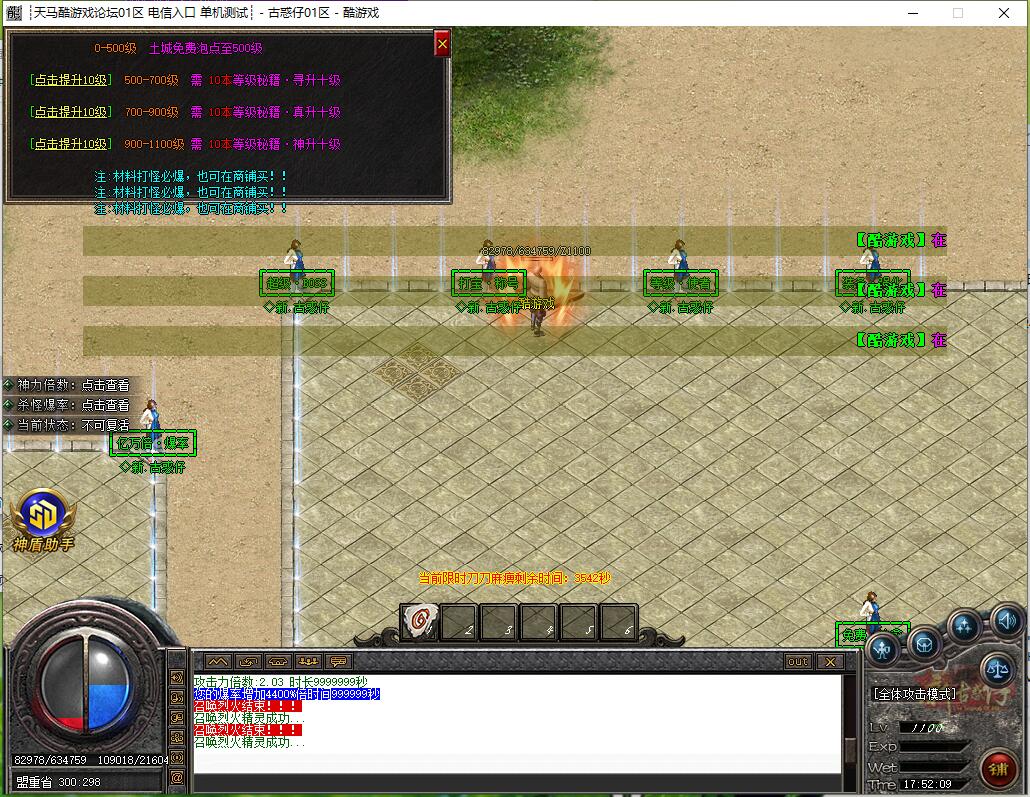 天马酷游戏论坛01区 电信入口 单机测试┊ - 古惑仔01区 - 酷游戏
0-500级 土城免费泡点至500级
[点击提升10级] 500-700级 需 10本等级秘籍·寻升十级
[点击提升10级] 700-900级 需 10本等级秘籍·真升十级
[点击提升10级] 900-1100级 需 10本等级秘籍·神升十级
注:材料打怪必爆，也可在商铺买！！
注:材料打怪必爆，也可在商铺买！！
注:材料打怪必爆，也可在商铺买！！
【酷游戏】在
82978/634759/Z1100
超级·BOSS
打宝·称号
等级·使者
◇新.古惑仔
◇新.古惑仔
◇新.古惑仔
◇新.古惑仔
酷游戏
【酷游戏】在
【酷游戏】在
神力倍数: 点击查看
杀怪爆率: 点击查看
当前状态: 不可复活
亿万倍·爆率
◇新.古惑仔
神盾助手
当前限时刀刀麻痹剩余时间: 3542秒
2 3 4 5 6
免费
out
攻击力倍数:2.03 时长9999999秒
您的爆率增加4400%倍时间999999秒
召唤烈火结束！！！
召唤烈火精灵成功...
召唤烈火结束！！！
召唤烈火精灵成功...
[全体攻击模式]
Lv 1100
Exp
Wet
Time 17:52:09
铺
82978/634759 109018/21604
盟重省 300:298